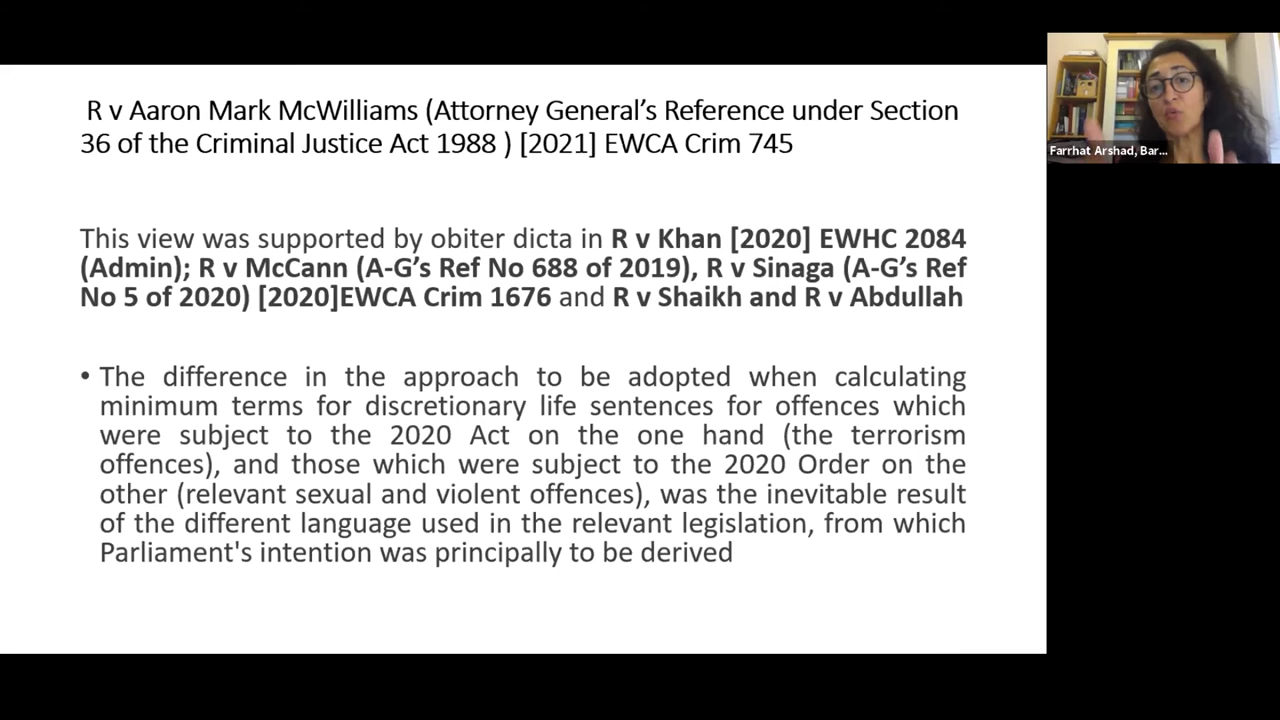 R v Aaron Mark McWilliams (Attorney General’s Reference under Section
36 of the Criminal Justice Act 1988 ) [2021] EWCA Crim 745
This view was supported by obiter dicta in R v Khan [2020] EWHC 2084
(Admin); R v McCann (A-G’s Ref No 688 of 2019), R v Sinaga (A-G’s Ref
No 5 of 2020) [2020]EWCA Crim 1676 and R v Shaikh and R v Abdullah
• The difference in the approach to be adopted when calculating
minimum terms for discretionary life sentences for offences which
were subject to the 2020 Act on the one hand (the terrorism
offences), and those which were subject to the 2020 Order on the
other (relevant sexual and violent offences), was the inevitable result
of the different language used in the relevant legislation, from which
Parliament's intention was principally to be derived
Farrhat Arshad, Bar...